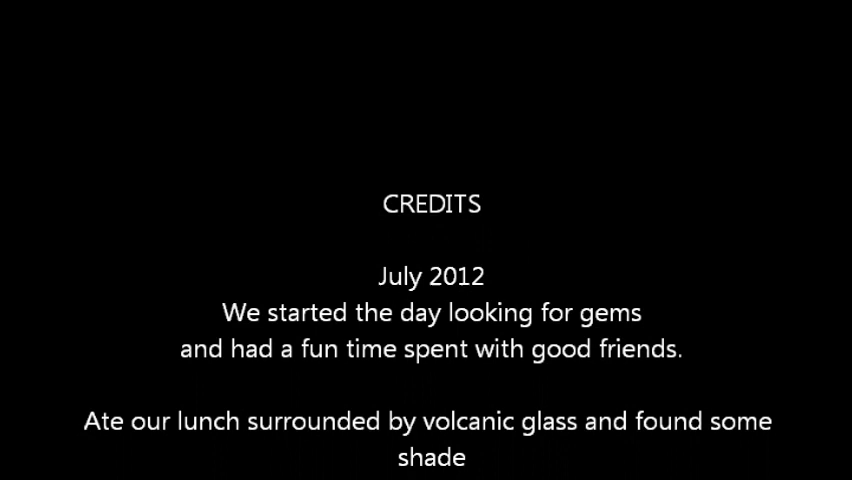 CREDITS
July 2012
We started the day looking for gems
and had a fun time spent with good friends.
Ate our lunch surrounded by volcanic glass and found some
shade